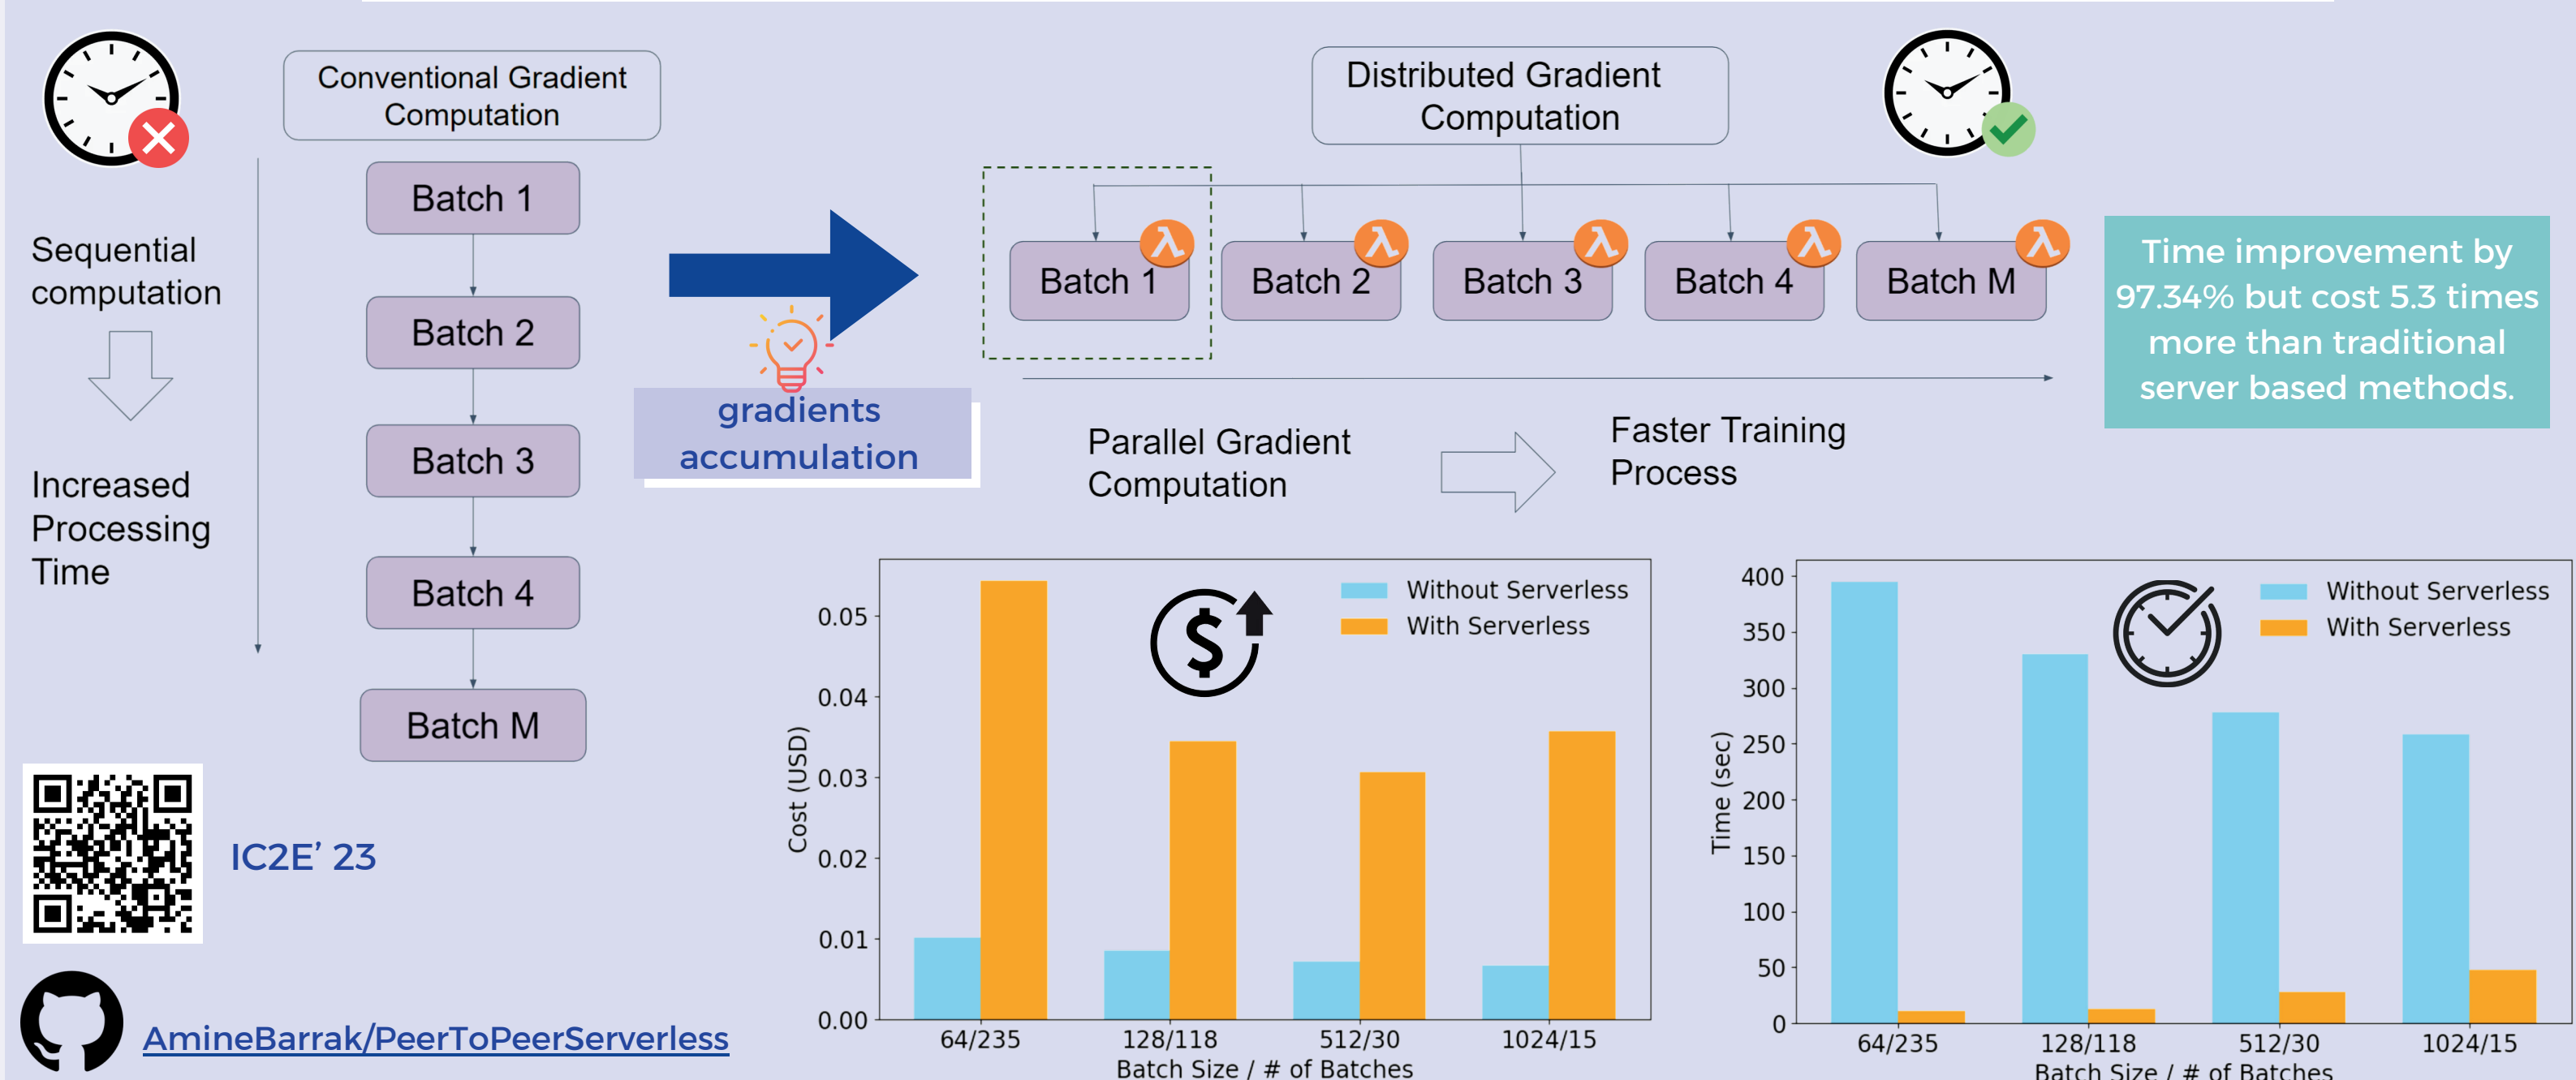 Conventional Gradient
Computation
Batch 1
Batch 2
Batch 3
Batch 4
Batch M
Sequential
computation
Increased
Processing
Time
gradients
accumulation
Distributed Gradient
Computation
λ
λ
λ
λ
λ
Batch 1
Batch 2
Batch 3
Batch 4
Batch M
Parallel Gradient
Computation
Faster Training
Process
Time improvement by
97.34% but cost 5.3 times
more than traditional
server based methods.
IC2E’ 23
AmineBarrak/PeerToPeerServerless
Cost (USD)
0.05
0.04
0.03
0.02
0.01
0.00
$
Without Serverless
With Serverless
64/235
128/118
512/30
1024/15
Batch Size / # of Batches
Time (sec)
400
350
300
250
200
150
100
50
0
Without Serverless
With Serverless
64/235
128/118
512/30
1024/15
Batch Size / # of Batches